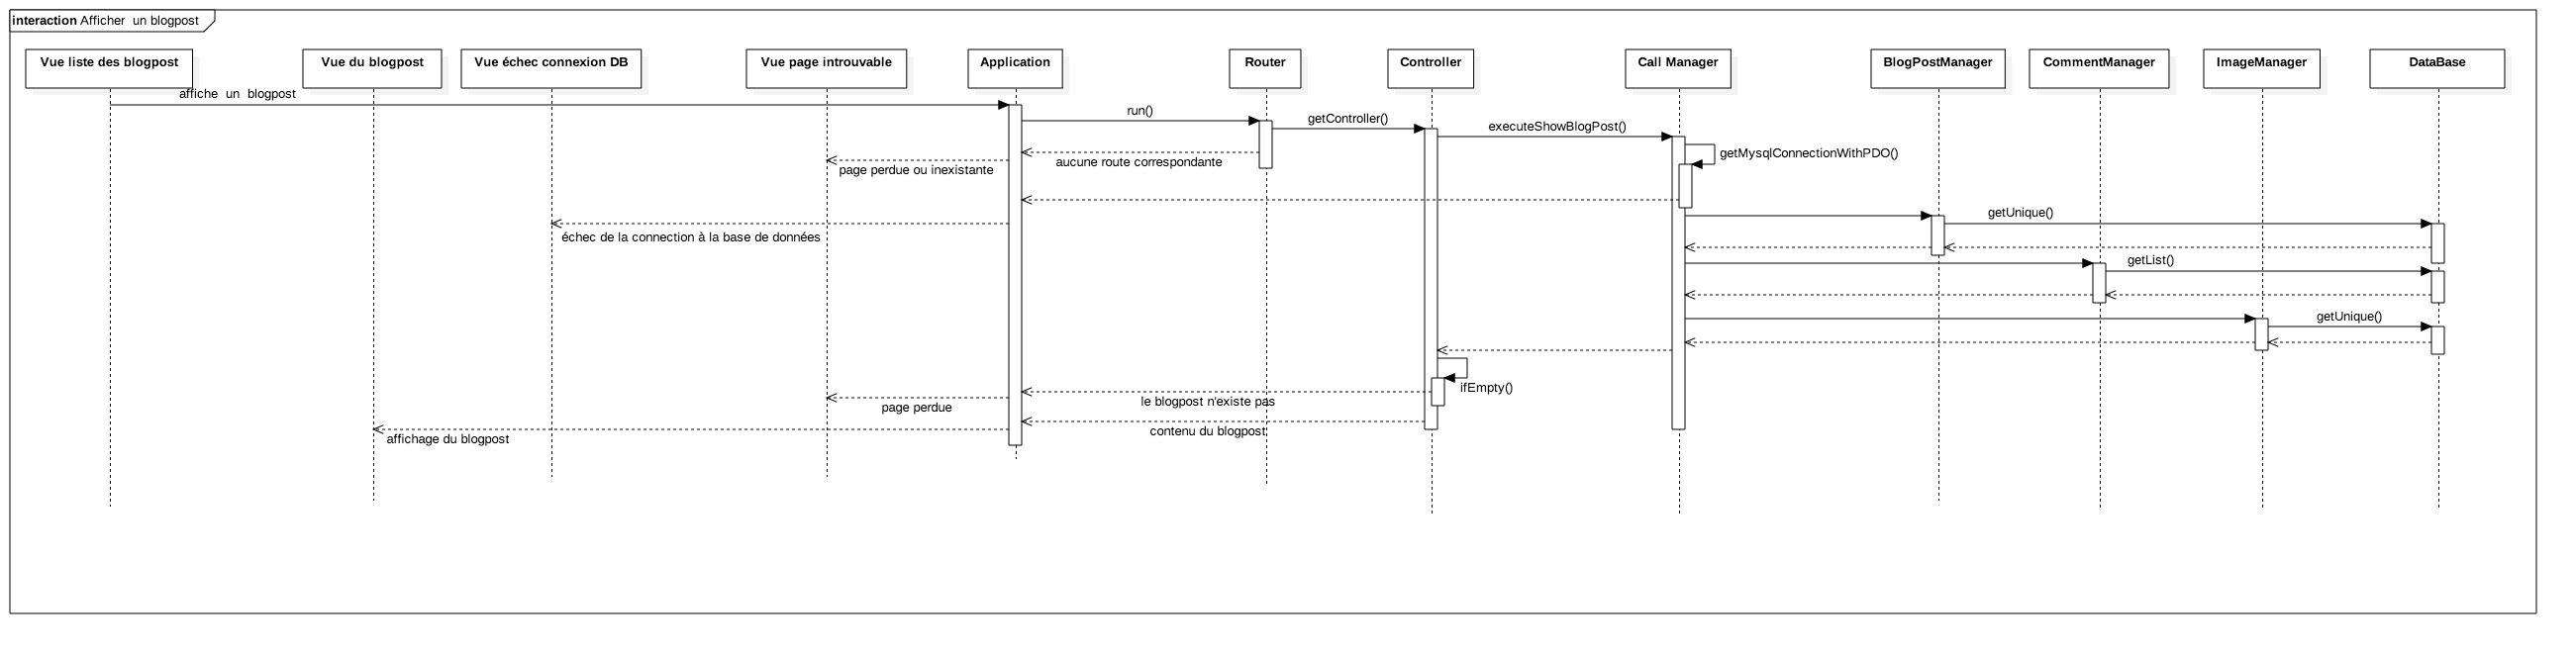 interaction Afficher un blogpost
Vue liste des blogpost
Vue du blogpost
Vue échec connexion DB
Vue page introuvable
Application
Router
Controller
Call Manager
BlogPostManager
CommentManager
ImageManager
DataBase
affiche un blogpost
run()
getController()
executeShowBlogPost()
getMysqlConnectionWithPDO()
aucune route correspondante
page perdue ou inexistante
getUnique()
échec de la connection à la base de données
getList()
getUnique()
ifEmpty()
le blogpost n'existe pas
page perdue
contenu du blogpost
affichage du blogpost